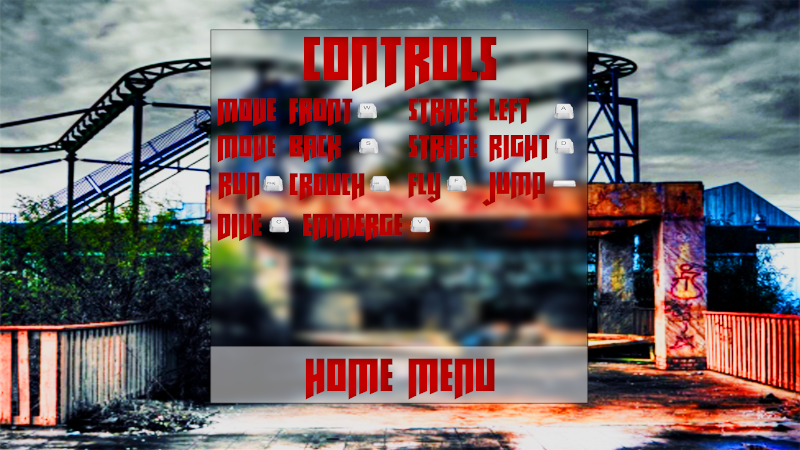 CONTROLS
MOVE FRONT W STRAFE LEFT A
MOVE BACK S STRAFE RIGHT D
RUN CROUCH FLY F JUMP
DIVE EMMERGE V
HOME MENU